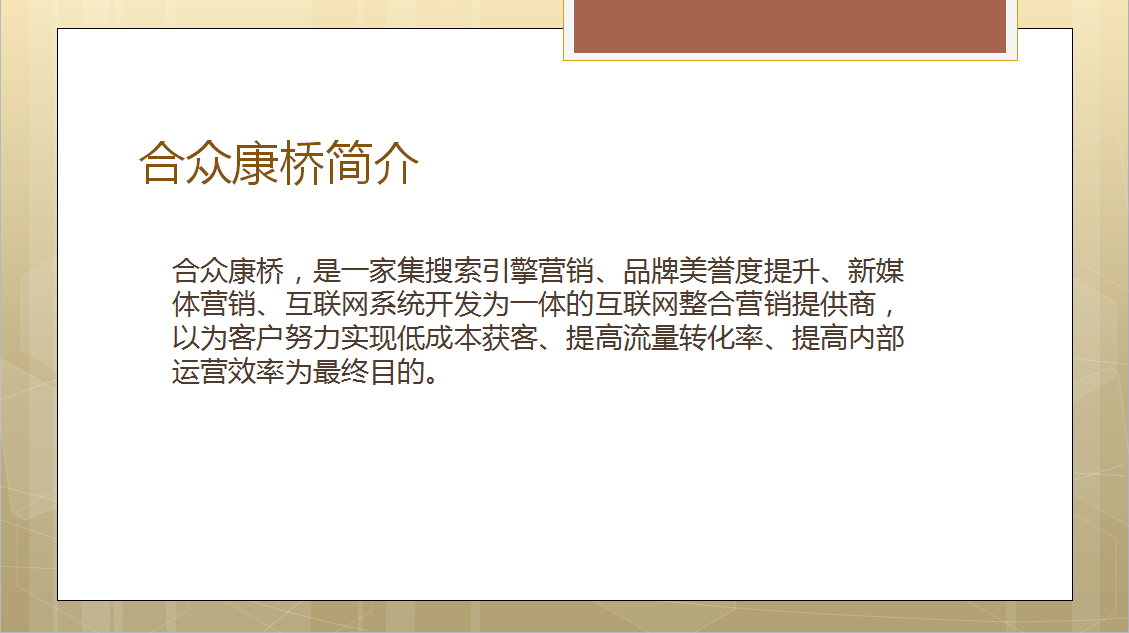 合众康桥简介
合众康桥，是一家集搜索引擎营销、品牌美誉度提升、新媒
体营销、互联网系统开发为一体的互联网整合营销提供商，
以为客户努力实现低成本获客、提高流量转化率、提高内部
运营效率为最终目的。